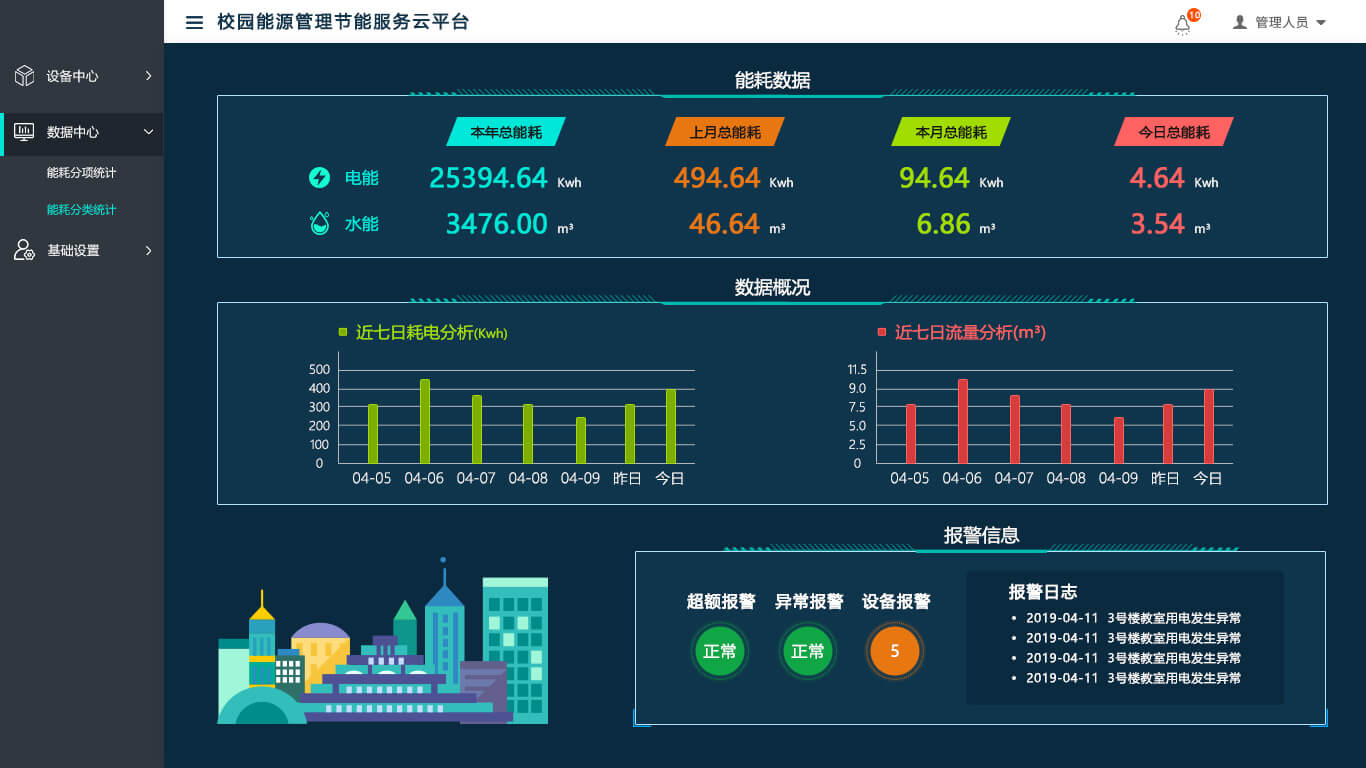 校园能源管理节能服务云平台
10
管理人员
设备中心
数据中心
能耗分项统计
能耗分类统计
基础设置
能耗数据
本年总能耗 上月总能耗 本月总能耗 今日总能耗
电能 25394.64 Kwh 494.64 Kwh 94.64 Kwh 4.64 Kwh
水能 3476.00 m³ 46.64 m³ 6.86 m³ 3.54 m³
数据概况
近七日耗电分析(Kwh)
500
400
300
200
100
0
04-05 04-06 04-07 04-08 04-09 昨日 今日
近七日流量分析(m³)
11.5
9.0
7.5
5.0
2.5
0
04-05 04-06 04-07 04-08 04-09 昨日 今日
报警信息
超额报警 异常报警 设备报警
正常 正常 5
报警日志
• 2019-04-11 3号楼教室用电发生异常
• 2019-04-11 3号楼教室用电发生异常
• 2019-04-11 3号楼教室用电发生异常
• 2019-04-11 3号楼教室用电发生异常